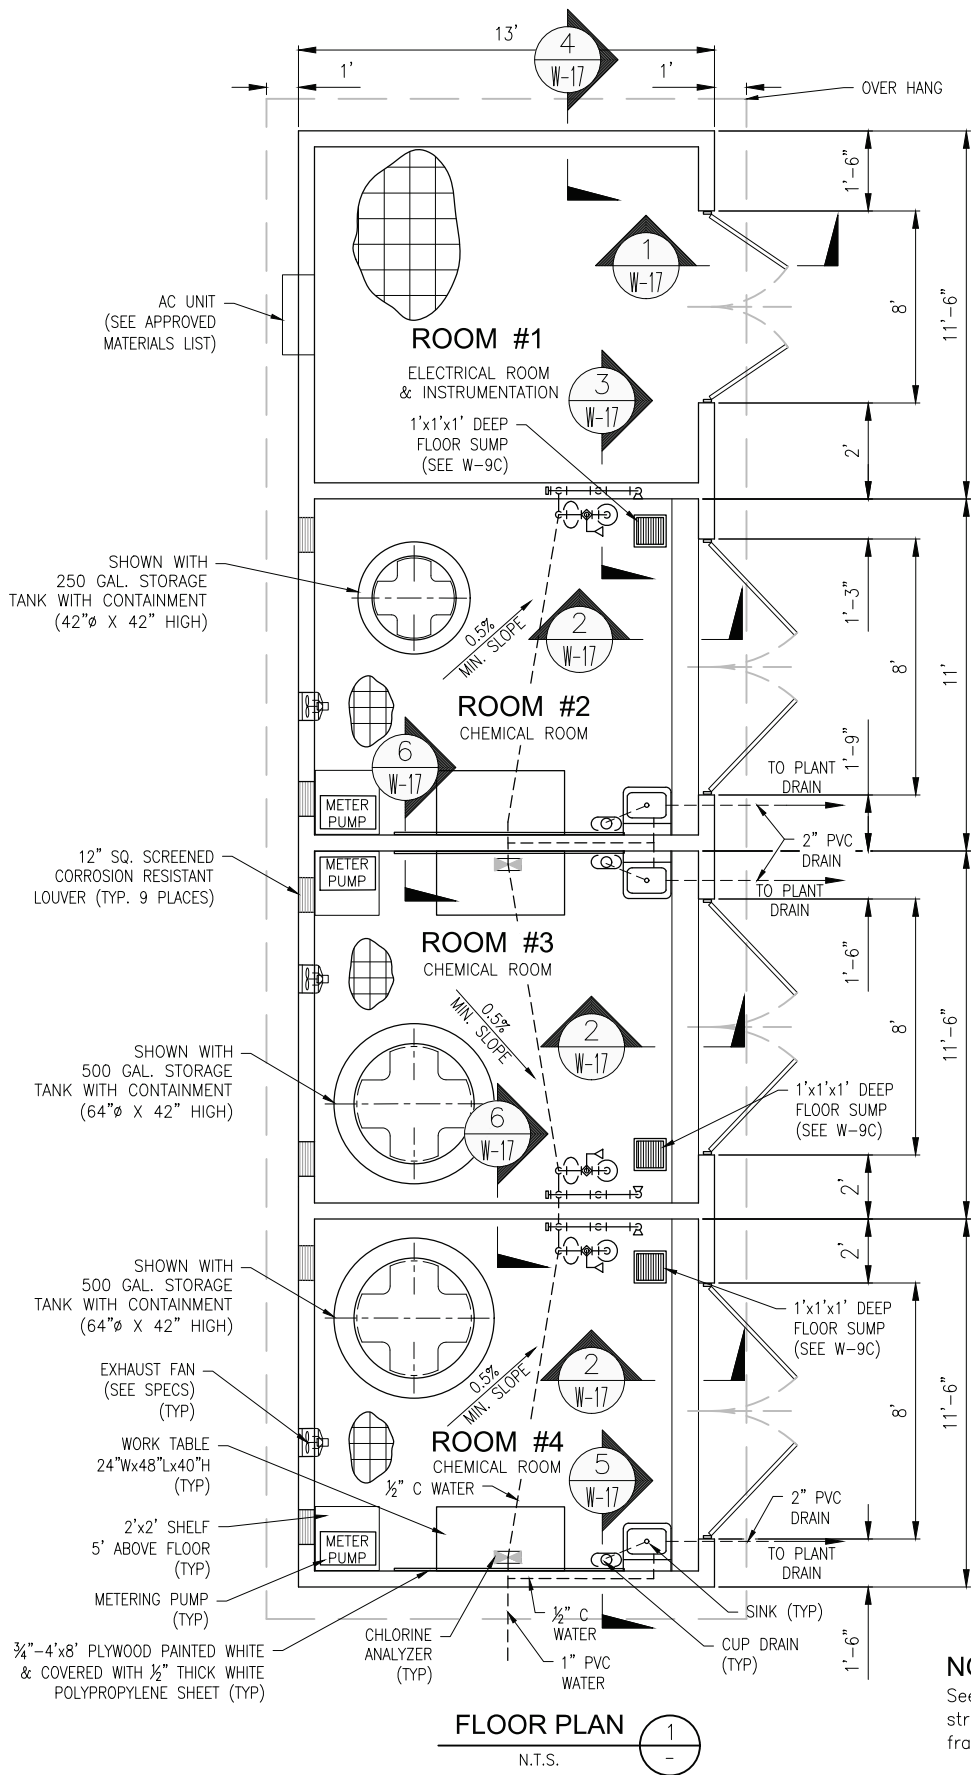 13'
4
W-17
1'
1'
OVER HANG
1'-6"
1
W-17
AC UNIT
(SEE APPROVED
MATERIALS LIST)
8'
11'-6"
ROOM #1
ELECTRICAL ROOM
& INSTRUMENTATION
3
W-17
1'x1'x1' DEEP
FLOOR SUMP
(SEE W-9C)
2'
SHOWN WITH
250 GAL. STORAGE
TANK WITH CONTAINMENT
(42"ø X 42" HIGH)
0.5%
MIN. SLOPE
2
W-17
1'-3"
8'
11'
ROOM #2
CHEMICAL ROOM
6
W-17
1'-9"
TO PLANT
DRAIN
METER
PUMP
2" PVC
DRAIN
12" SQ. SCREENED
CORROSION RESISTANT
LOUVER (TYP. 9 PLACES)
METER
PUMP
TO PLANT
DRAIN
ROOM #3
CHEMICAL ROOM
1'-6"
0.5%
MIN. SLOPE
2
W-17
8'
11'-6"
SHOWN WITH
500 GAL. STORAGE
TANK WITH CONTAINMENT
(64"ø X 42" HIGH)
6
W-17
1'x1'x1' DEEP
FLOOR SUMP
(SEE W-9C)
2'
2'
SHOWN WITH
500 GAL. STORAGE
TANK WITH CONTAINMENT
(64"ø X 42" HIGH)
1'x1'x1' DEEP
FLOOR SUMP
(SEE W-9C)
0.5%
MIN. SLOPE
2
W-17
8'
11'-6"
EXHAUST FAN
(SEE SPECS)
(TYP)
ROOM #4
CHEMICAL ROOM
½" C WATER
5
W-17
WORK TABLE
24"Wx48"Lx40"H
(TYP)
2" PVC
DRAIN
2'x2' SHELF
5' ABOVE FLOOR
(TYP)
METER
PUMP
TO PLANT
DRAIN
METERING PUMP
(TYP)
SINK (TYP)
½" C
WATER
CHLORINE
ANALYZER
(TYP)
CUP DRAIN
(TYP)
1'-6"
¾"-4'x8' PLYWOOD PAINTED WHITE
& COVERED WITH ½" THICK WHITE
POLYPROPYLENE SHEET (TYP)
1" PVC
WATER
FLOOR PLAN
1
-
N.T.S.
See
str
fra